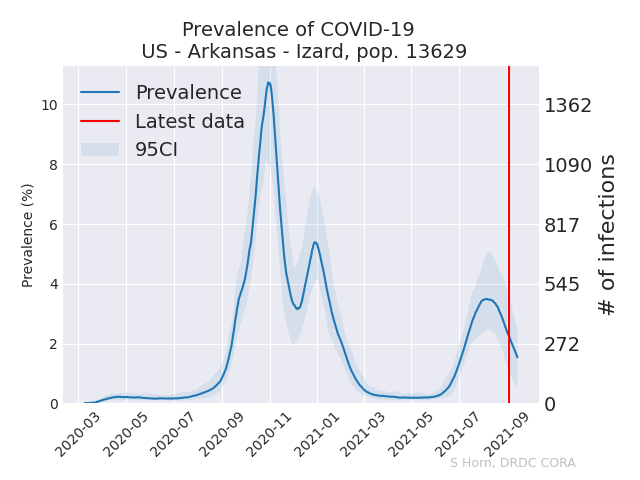 Prevalence of COVID-19
US - Arkansas - Izard, pop. 13629
Prevalence
Latest data
95CI
Prevalence (%)
10
8
6
4
2
0
1362
1090
817
545
272
0
# of infections
2020-03
2020-05
2020-07
2020-09
2020-11
2021-01
2021-03
2021-05
2021-07
2021-09
S Horn, DRDC CORA